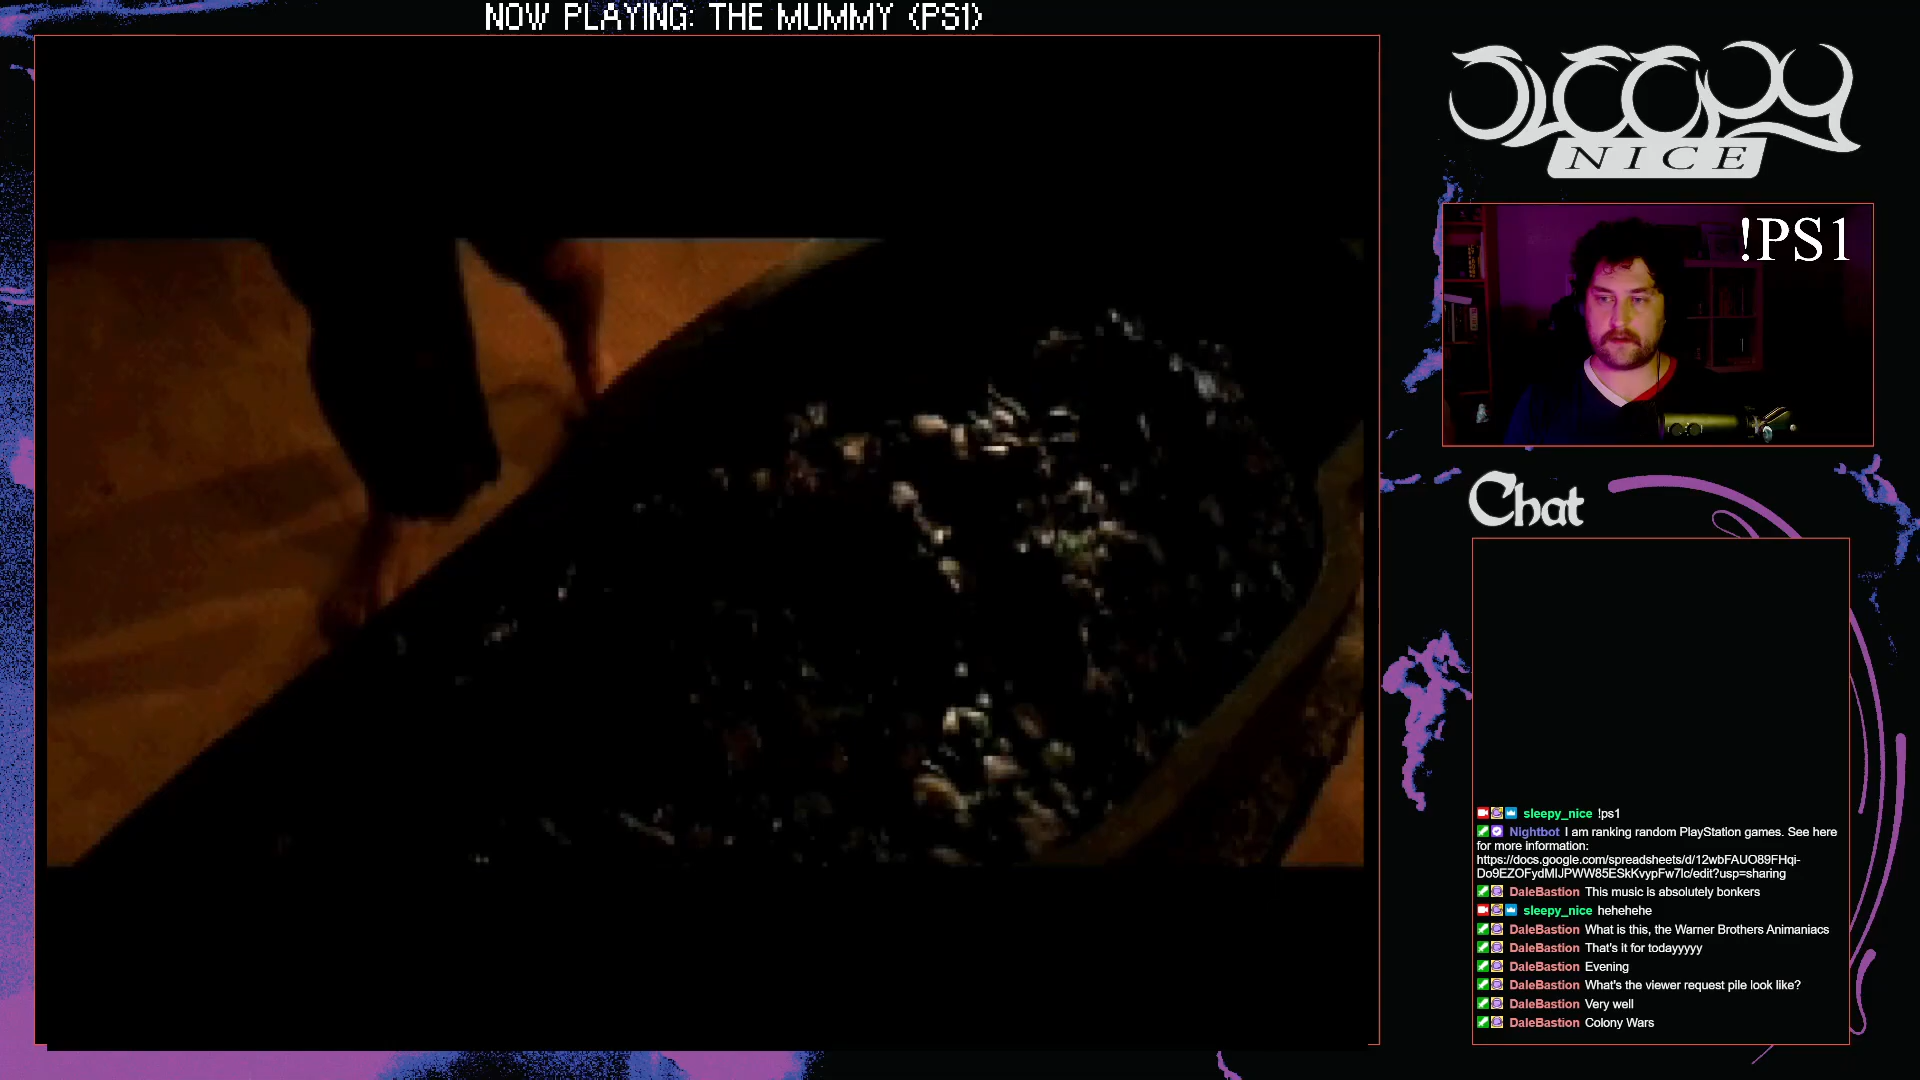 NOW PLAYING: THE MUMMY (PS1)
SLEEPY
NICE
!PS1
Chat
sleepy_nice !ps1
Nightbot I am ranking random PlayStation games. See here
for more information:
https://docs.google.com/spreadsheets/d/12wbFAUO89FHqi-
Do9EZOFydMIJPWW85ESkKvypFw7lc/edit?usp=sharing
DaleBastion This music is absolutely bonkers
sleepy_nice hehehehe
DaleBastion What is this, the Warner Brothers Animaniacs
DaleBastion That's it for todayyyyy
DaleBastion Evening
DaleBastion What's the viewer request pile look like?
DaleBastion Very well
DaleBastion Colony Wars